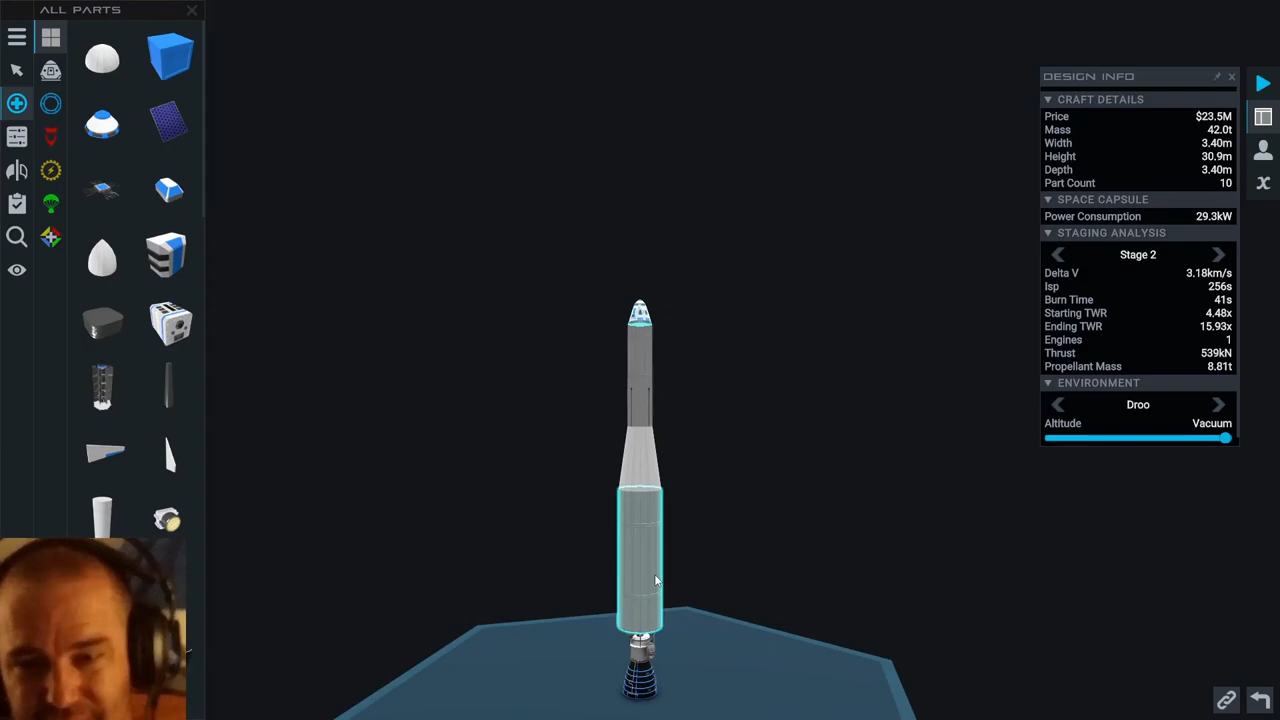 ALL PARTS
DESIGN INFO
CRAFT DETAILS
Price $23.5M
Mass 42.0t
Width 3.40m
Height 30.9m
Depth 3.40m
Part Count 10
SPACE CAPSULE
Power Consumption 29.3kW
STAGING ANALYSIS
Stage 2
Delta V 3.18km/s
Isp 256s
Burn Time 41s
Starting TWR 4.48x
Ending TWR 15.93x
Engines 1
Thrust 539kN
Propellant Mass 8.81t
ENVIRONMENT
Droo
Altitude Vacuum